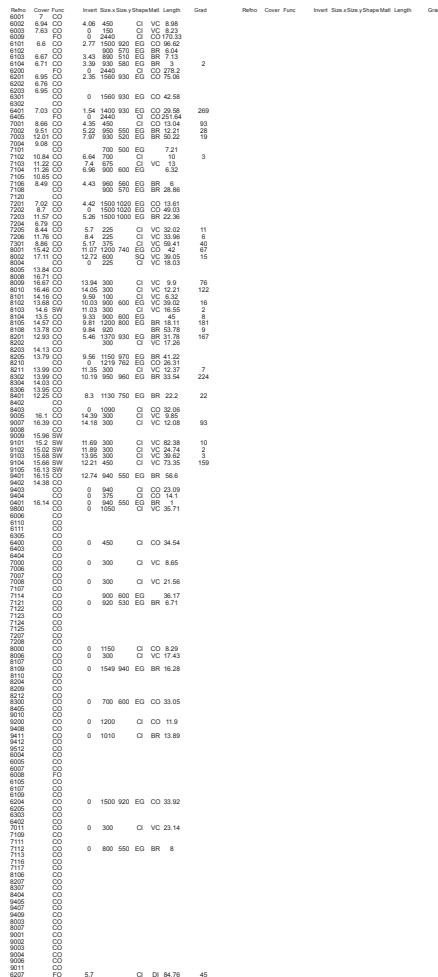 Refno Cover Func Invert Size.x Size.y Shape Matl Length Grad Refno Cover Func Invert Size.x Size.y Shape Matl Length Grad
6001 7 CO
6002 6.94 CO 4.06 450 CI VC 8.98
6003 7.63 CO 0 150 CI VC 8.23
6009 CO 0 2440 CI CO 170.33
6101 6.6 CO 2.77 1500 920 EG CO 96.62
6102 CO 900 570 EG BR 6.04
6103 6.67 CO 3.43 890 510 EG BR 7.13
6104 6.71 CO 3.39 930 580 EG BR 3 2
6200 FO 0 2440 CI CO 278.2
6201 6.95 CO 2.35 1560 930 EG CO 75.06
6202 6.76 CO
6203 6.95 CO
6301 CO 0 1560 930 EG CO 42.58
6302 CO
6401 7.03 CO 1.54 1400 930 EG CO 29.58 269
6405 FO 0 2440 CI CO 251.64
7001 8.66 CO 4.35 450 CI CO 13.04 93
7002 9.51 CO 5.22 950 550 EG BR 12.21 28
7003 12.01 CO 7.97 930 520 EG BR 50.22 19
7004 9.08 CO
7101 CO 700 500 EG 7.21
7102 10.84 CO 6.64 700 CI 10 3
7103 11.22 CO 7.4 675 CI VC 13
7104 11.26 CO 6.96 900 600 EG 6.32
7105 10.65 CO
7106 8.49 CO 4.43 960 560 EG BR 6
7108 CO 900 570 EG BR 28.86
7120 CO
7201 7.02 CO 4.42 1500 1020 EG CO 13.61
7202 8.7 CO 0 1500 1020 EG CO 49.03
7203 11.57 CO 5.26 1500 1000 EG BR 22.36
7204 6.79 CO
7205 8.44 CO 5.7 225 CI VC 32.02 11
7206 11.76 CO 8.4 225 CI VC 33.96 6
7301 8.86 CO 5.17 375 CI VC 59.41 40
8001 15.42 CO 11.07 1200 740 EG CO 42 67
8002 17.11 CO 12.72 600 SQ VC 39.05 15
8004 CO 0 225 CI VC 18.03
8005 13.84 CO
8008 16.71 CO
8009 16.67 CO 13.94 300 CI VC 9.9 76
8010 16.46 CO 14.05 300 CI VC 12.21 122
8101 14.16 CO 9.59 100 CI VC 6.32
8102 13.68 CO 10.03 900 600 EG VC 39.02 16
8103 14.6 SW 11.03 300 CI VC 16.55 2
8104 13.5 CO 9.33 900 600 EG 45 8
8105 14.57 CO 9.81 1200 800 EG BR 18.11 181
8108 13.78 CO 9.84 920 BR 53.78 9
8201 12.93 CO 5.46 1370 930 EG BR 31.78 167
8202 CO 300 CI VC 17.26
8203 14.13 CO
8205 13.79 CO 9.56 1150 970 EG BR 41.22
8210 CO 0 1219 762 EG CO 26.31
8211 13.99 CO 11.35 300 CI VC 12.37 7
8302 13.99 CO 10.19 950 960 EG BR 33.54 224
8304 14.03 CO
8306 13.95 CO
8401 12.25 CO 8.3 1130 750 EG BR 22.2 22
8402 CO
8403 CO 0 1090 CI CO 32.06
9005 16.1 CO 14.39 300 CI VC 9.85
9007 16.39 CO 14.18 300 CI VC 12.08 93
9008 CO
9009 15.96 SW
9101 15.2 SW 11.69 300 CI VC 82.38 10
9102 15.02 SW 11.89 300 CI VC 24.74 2
9103 15.68 SW 13.95 300 CI VC 39.62 3
9104 15.66 SW 12.21 450 CI VC 73.35 159
9105 16.13 SW
9401 16.15 CO 12.74 940 550 EG BR 56.6
9402 14.38 CO
9403 CO 0 940 CI CO 23.09
9404 CO 0 375 CI CO 14.1
0401 16.14 CO 0 940 550 EG BR 1
9800 CO 0 1050 CI VC 35.71
6006 CO
6110 CO
6111 CO
6305 CO
6400 CO 0 450 CI CO 34.54
6403 CO
6404 CO
7000 CO 0 300 CI VC 8.65
7006 CO
7007 CO
7008 CO 0 300 CI VC 21.56
7107 CO
7114 CO 900 600 EG 36.17
7121 CO 0 920 530 EG BR 6.71
7122 CO
7123 CO
7124 CO
7125 CO
7207 CO
7208 CO
8000 CO 0 1150 CI CO 8.29
8006 CO 0 300 CI VC 17.43
8107 CO
8109 CO 0 1549 940 EG BR 16.28
8110 CO
8204 CO
8209 CO
8212 CO
8300 CO 0 700 600 EG CO 33.05
8405 CO
9010 CO
9200 CO 0 1200 CI CO 11.9
9408 CO
9411 CO 0 1010 CI BR 13.89
9412 CO
9512 CO
6004 CO
6005 CO
6007 CO
6008 FO
6105 CO
6107 CO
6109 CO
6204 CO 0 1500 920 EG CO 33.92
6205 CO
6303 CO
6402 CO
7011 CO 0 300 CI VC 23.14
7109 CO
7111 CO
7112 CO 0 800 550 EG BR 8
7113 CO
7116 CO
7117 CO
8106 CO
8207 CO
8307 CO
8404 CO
9405 CO
9407 CO
9409 CO
8003 CO
8007 CO
9001 CO
9002 CO
9003 CO
9004 CO
9006 CO
9011 CO
6207 FO 5.7 CI DI 84.76 45